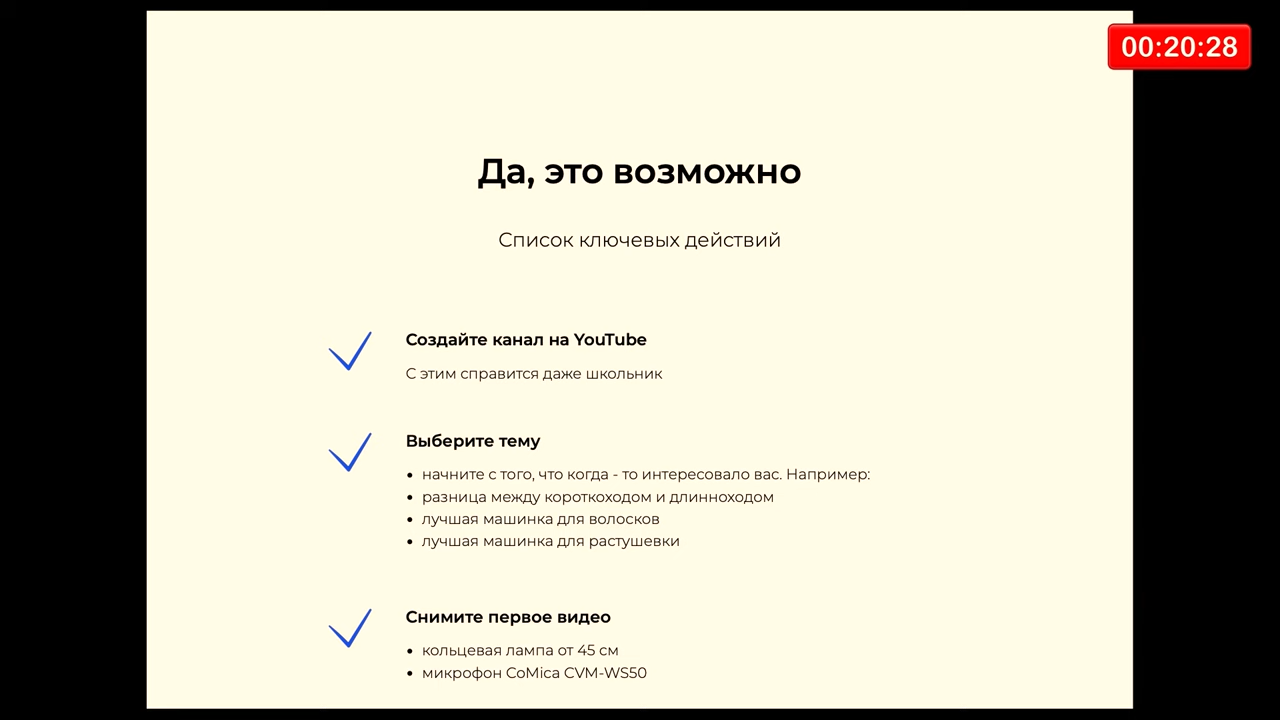 00:20:28
Да, это возможно
Список ключевых действий
Создайте канал на YouTube
С этим справится даже школьник
Выберите тему
• начните с того, что когда - то интересовало вас. Например:
• разница между короткоходом и длинноходом
• лучшая машинка для волосков
• лучшая машинка для растушевки
Снимите первое видео
• кольцевая лампа от 45 см
• микрофон CoMica CVM-WS50